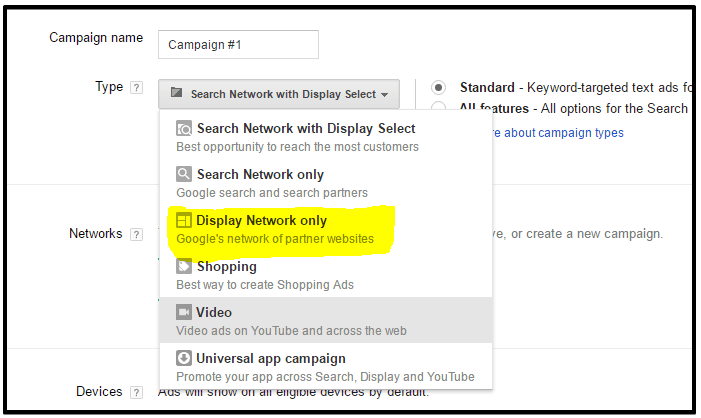 Campaign name
Campaign #1
Type [?]
Search Network with Display Select
Standard - Keyword-targeted text ads fo
All features - All options for the Search
re about campaign types
Search Network with Display Select
Best opportunity to reach the most customers
Search Network only
Google search and search partners
Display Network only
Google's network of partner websites
Networks [?]
ve, or create a new campaign.
Shopping
Best way to create Shopping Ads
Video
Video ads on YouTube and across the web
Universal app campaign
Promote your app across Search, Display and YouTube
Devices [?]
Ads will show on all eligible devices by default.